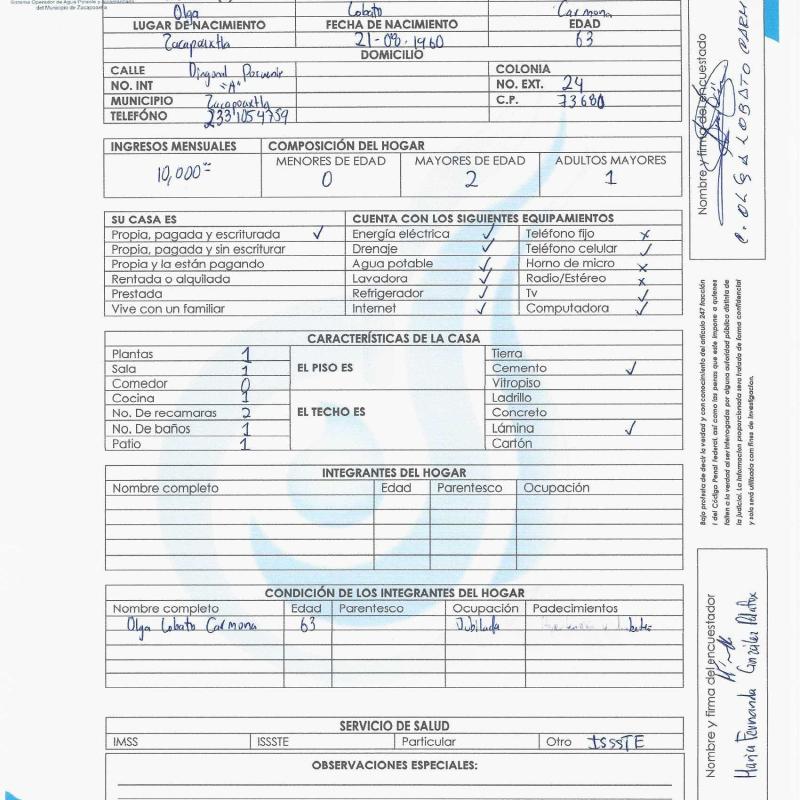 Sistema Operador de Agua Potable y Alcantarillado
del Municipio de Zacapoaxtla
Olga Lobato Carmona
LUGAR DE NACIMIENTO FECHA DE NACIMIENTO EDAD
Zacapoaxtla 21-09-1960 63
DOMICILIO
CALLE Diagonal Porvenir COLONIA
NO. INT "A" NO. EXT. 24
MUNICIPIO Zacapoaxtla C.P. 73680
TELEFÓNO 2331054759
INGRESOS MENSUALES COMPOSICIÓN DEL HOGAR
10,000 MENORES DE EDAD MAYORES DE EDAD ADULTOS MAYORES
0 2 1
SU CASA ES CUENTA CON LOS SIGUIENTES EQUIPAMIENTOS
Propia, pagada y escriturada ✓ Energía eléctrica ✓ Teléfono fijo x
Propia, pagada y sin escriturar Drenaje ✓ Teléfono celular ✓
Propia y la están pagando Agua potable ✓ Horno de micro x
Rentada o alquilada Lavadora ✓ Radio/Estéreo x
Prestada Refrigerador ✓ Tv ✓
Vive con un familiar Internet ✓ Computadora ✓
CARACTERÍSTICAS DE LA CASA
Plantas 1 Tierra
Sala 1 EL PISO ES Cemento ✓
Comedor 0 Vitropiso
Cocina 1 Ladrillo
No. De recamaras 2 EL TECHO ES Concreto
No. De baños 1 Lámina ✓
Patio 1 Cartón
INTEGRANTES DEL HOGAR
Nombre completo Edad Parentesco Ocupación
CONDICIÓN DE LOS INTEGRANTES DEL HOGAR
Nombre completo Edad Parentesco Ocupación Padecimientos
Olga Lobato Carmona 63 Jubilada
SERVICIO DE SALUD
IMSS ISSSTE Particular Otro ISSSTE
OBSERVACIONES ESPECIALES:
Nombre y firma del encuestado
C. OLGA LOBATO CARM
Bajo protesta de decir la verdad y con conocimiento del artículo 247 fracción
I del Código Penal Federal, así como las penas que este impone a quienes
falten a la verdad al ser interrogados por alguna autoridad pública distinta de
la judicial. La informacion proporcionada sera tratada de forma confidencial
y solo será utilizada con fines de investigacion.
Nombre y firma del encuestador
Maria Fernanda González